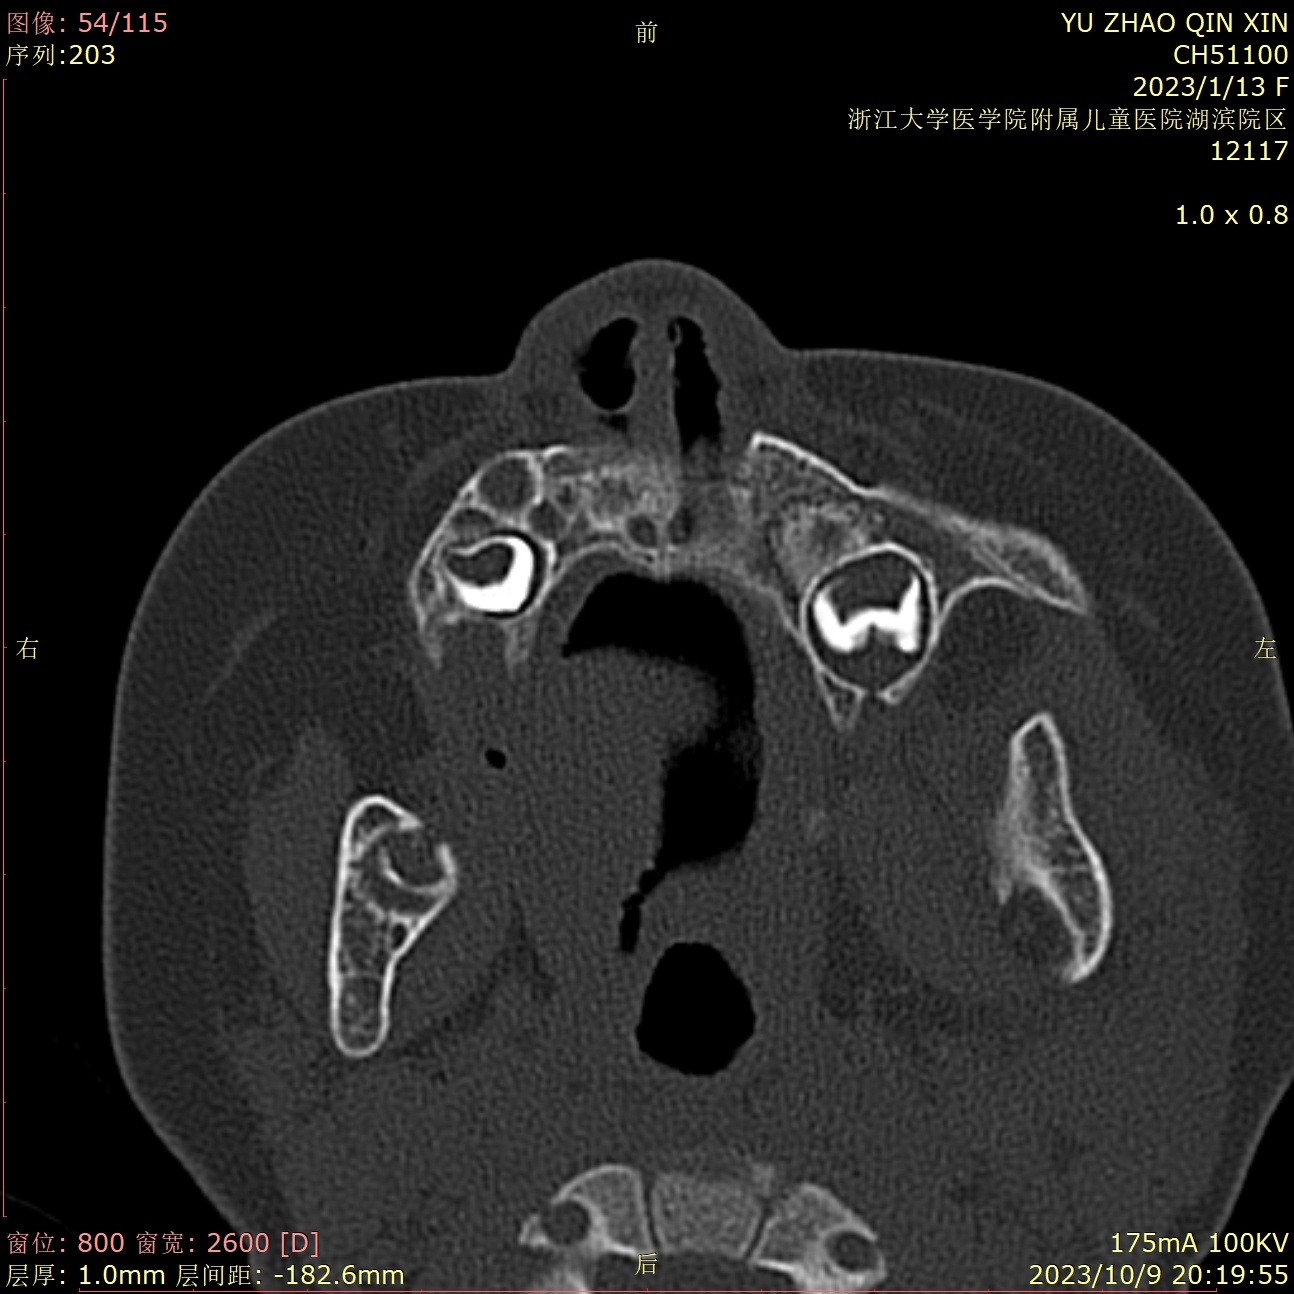 图像: 54/115
序列:203
前
YU ZHAO QIN XIN
CH51100
2023/1/13 F
浙江大学医学院附属儿童医院湖滨院区
12117
1.0 x 0.8
右
左
窗位: 800 窗宽: 2600 [D]
层厚: 1.0mm 层间距: -182.6mm
后
175mA 100KV
2023/10/9 20:19:55